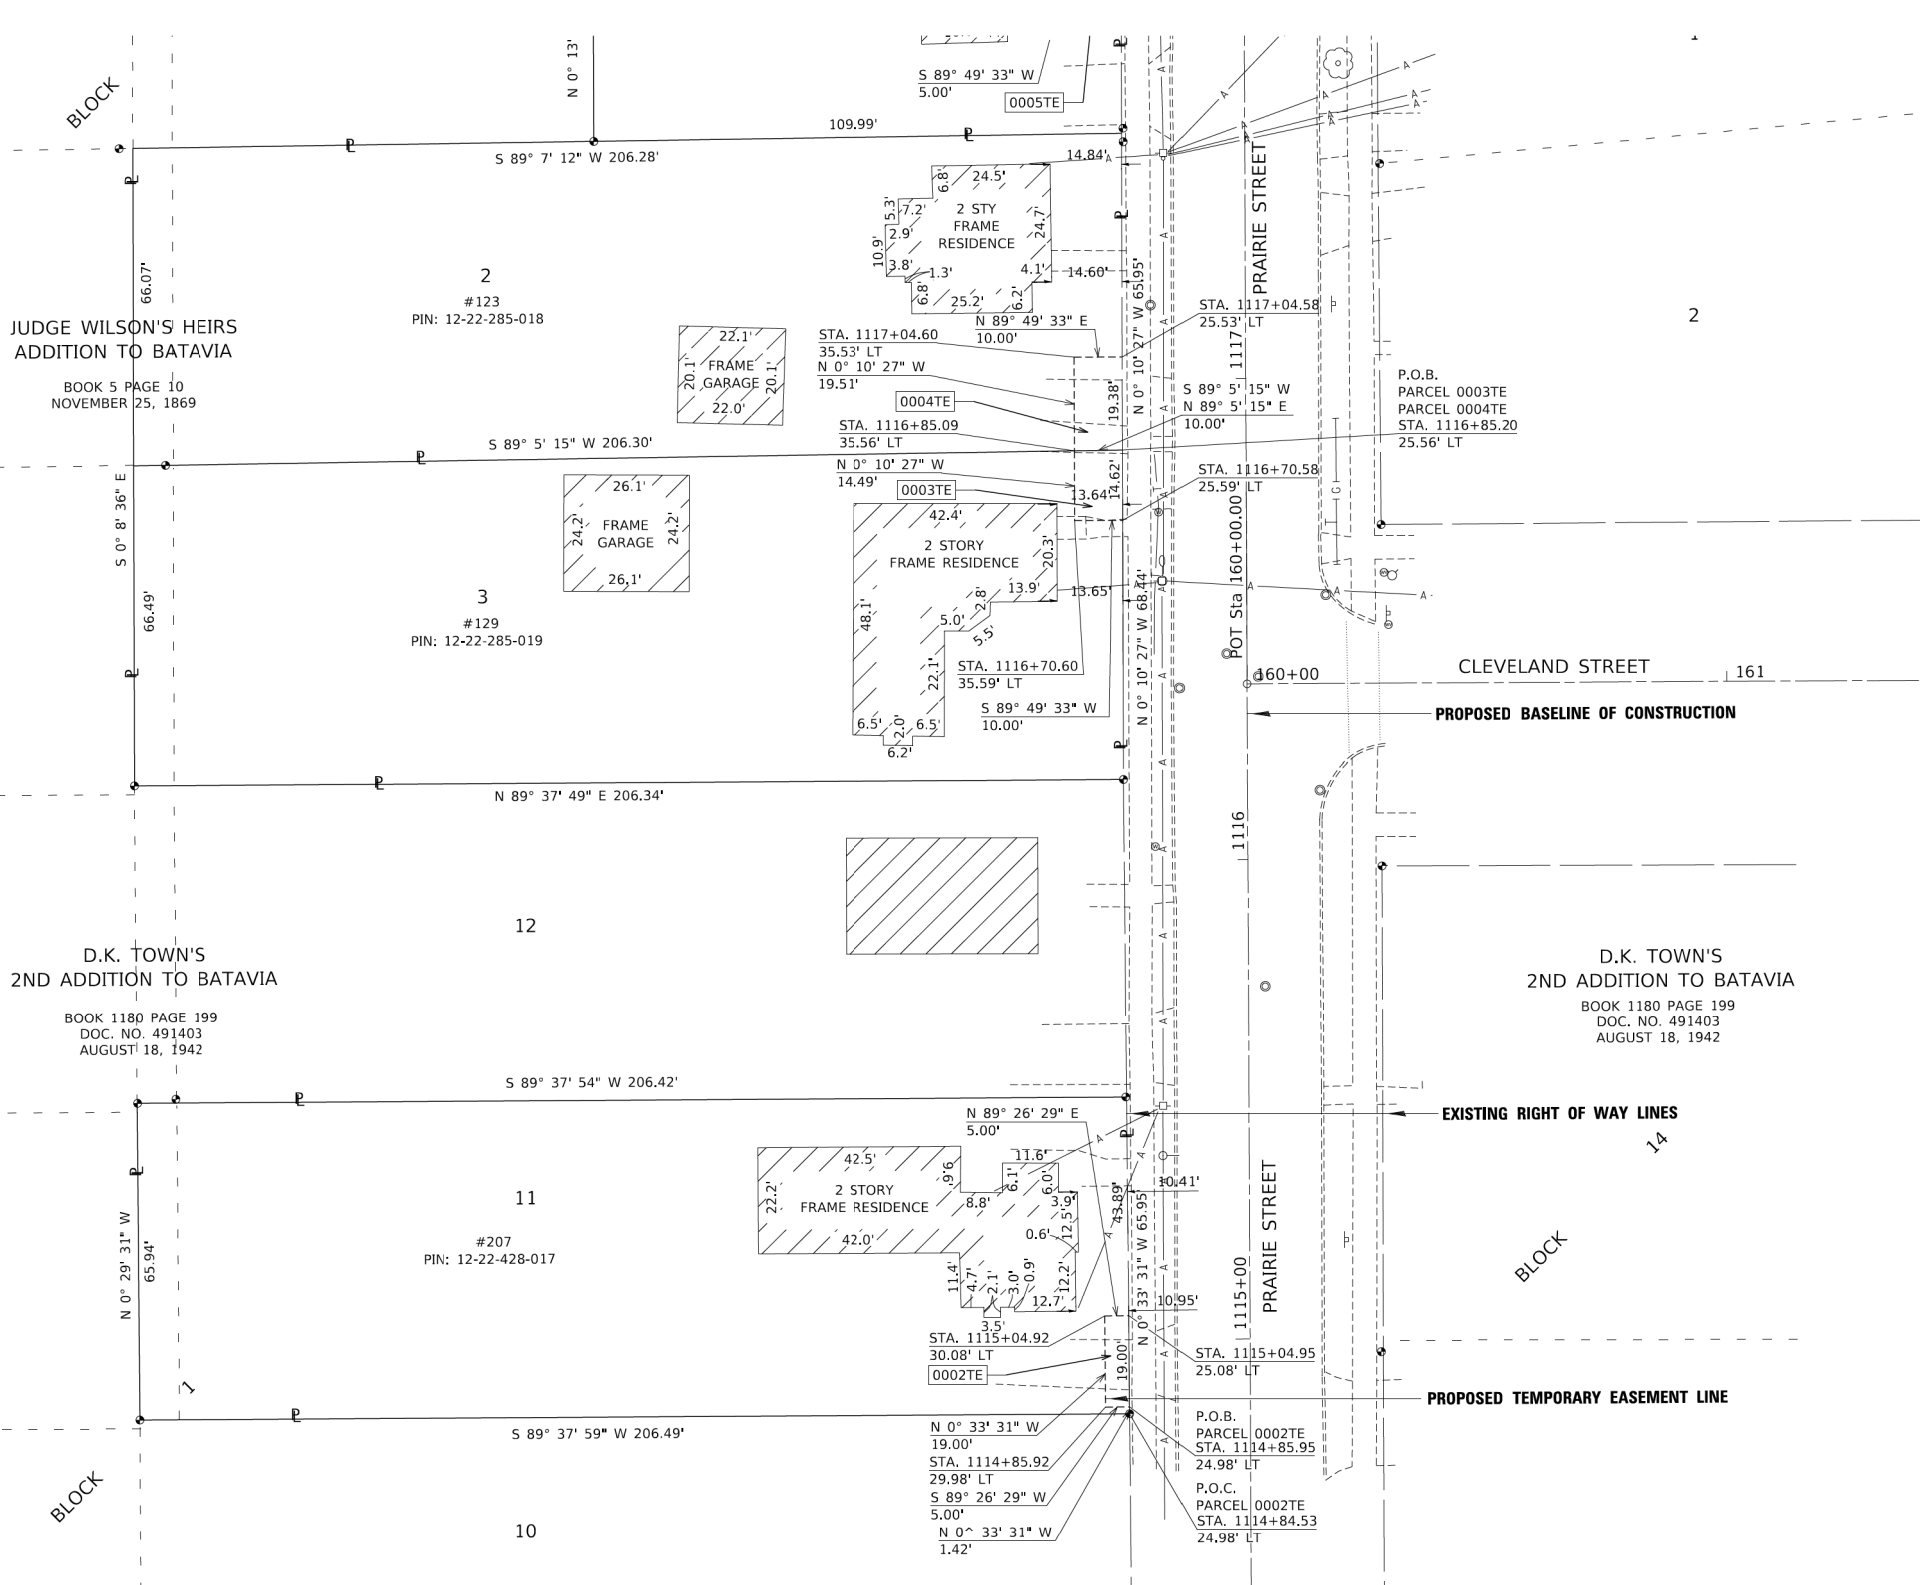 BLOCK
N 0° 13'
S 89° 49' 33" W
5.00'
0005TE
109.99'
S 89° 7' 12" W 206.28'
14.84'
PRAIRIE STREET
24.5'
6.8'
5.3'
7.2'
2 STY
FRAME
RESIDENCE
24.7'
2.9'
10.9'
3.8'
1.3'
4.1'
14.60'
6.8'
25.2'
6.2'
66.07'
2
#123
PIN: 12-22-285-018
N 0° 10' 27" W 65.95'
JUDGE WILSON'S HEIRS
ADDITION TO BATAVIA
BOOK 5 PAGE 10
NOVEMBER 25, 1869
22.1'
20.1'
FRAME
GARAGE
20.1'
22.0'
STA. 1117+04.60
35.53' LT
N 89° 49' 33" E
10.00'
STA. 1117+04.58
25.53' LT
2
1117
N 0° 10' 27" W
19.51'
0004TE
19.38'
S 89° 5' 15" W
N 89° 5' 15" E
10.00'
P.O.B.
PARCEL 0003TE
PARCEL 0004TE
STA. 1116+85.20
25.56' LT
STA. 1116+85.09
35.56' LT
S 89° 5' 15" W 206.30'
N 0° 10' 27" W
14.49'
0003TE
13.64'
14.62'
STA. 1116+70.58
25.59' LT
S 0° 8' 36" E
66.49'
26.1'
24.2'
FRAME
GARAGE
24.2'
26.1'
42.4'
2 STORY
FRAME RESIDENCE
20.3'
13.9'
13.65'
2.8'
5.0'
5.5'
48.1'
22.1'
6.5'
2.0'
6.5'
6.2'
3
#129
PIN: 12-22-285-019
STA. 1116+70.60
35.59' LT
S 89° 49' 33" W
10.00'
N 0° 10' 27" W 68.44'
POT Sta 160+00.00
160+00
CLEVELAND STREET
161
PROPOSED BASELINE OF CONSTRUCTION
N 89° 37' 49" E 206.34'
1116
12
D.K. TOWN'S
2ND ADDITION TO BATAVIA
BOOK 1180 PAGE 199
DOC. NO. 491403
AUGUST 18, 1942
D.K. TOWN'S
2ND ADDITION TO BATAVIA
BOOK 1180 PAGE 199
DOC. NO. 491403
AUGUST 18, 1942
S 89° 37' 54" W 206.42'
N 89° 26' 29" E
5.00'
EXISTING RIGHT OF WAY LINES
14
42.5'
9.6'
11.6'
6.1'
6.0'
22.2'
2 STORY
FRAME RESIDENCE
8.8'
3.9'
10.41'
43.89'
12.5'
0.6'
42.0'
11.4'
4.7'
2.1'
3.0'
0.9'
12.2'
12.7'
3.5'
10.95'
11
#207
PIN: 12-22-428-017
N 0° 29' 31" W
65.94'
N 0° 33' 31" W 65.95'
PRAIRIE STREET
1115+00
BLOCK
STA. 1115+04.92
30.08' LT
0002TE
19.00'
STA. 1115+04.95
25.08' LT
PROPOSED TEMPORARY EASEMENT LINE
1
S 89° 37' 59" W 206.49'
N 0° 33' 31" W
19.00'
STA. 1114+85.92
29.98' LT
S 89° 26' 29" W
5.00'
N 0^ 33' 31" W
1.42'
P.O.B.
PARCEL 0002TE
STA. 1114+85.95
24.98' LT
P.O.C.
PARCEL 0002TE
STA. 1114+84.53
24.98' LT
BLOCK
10